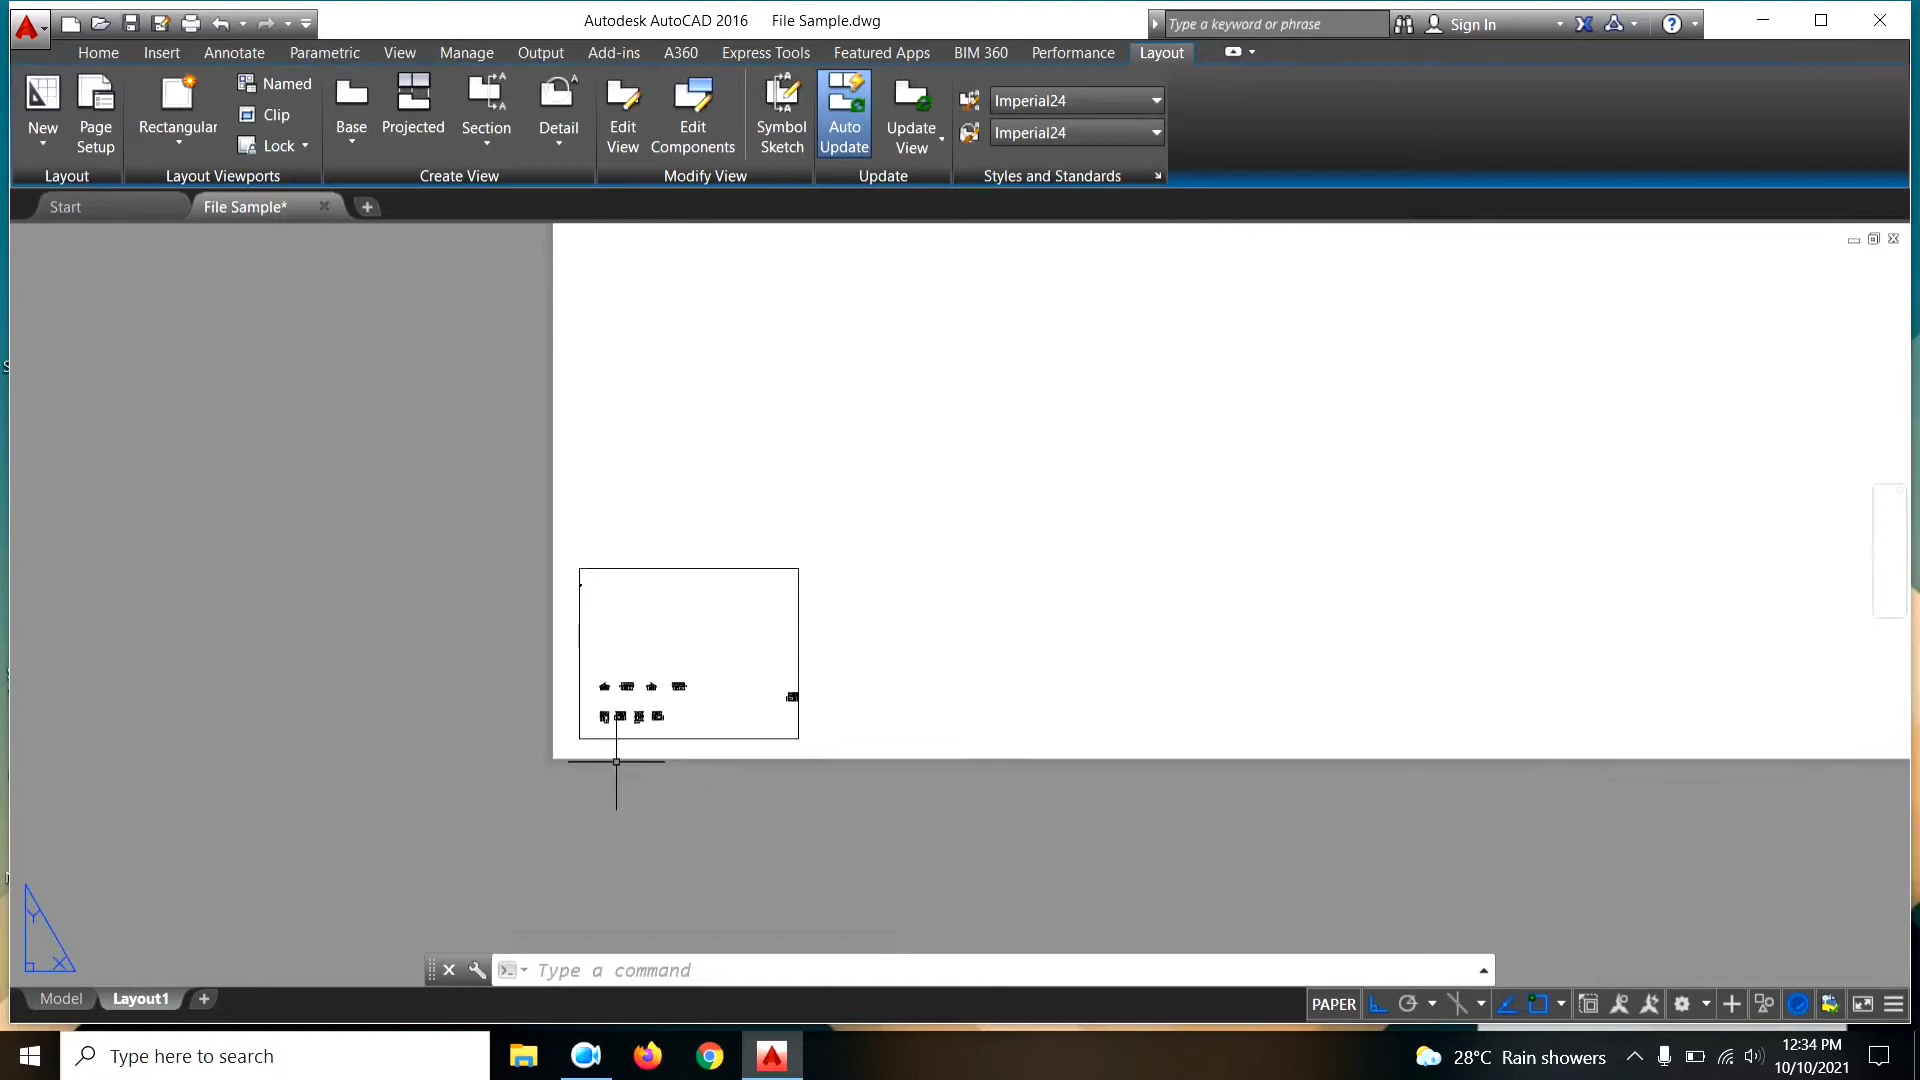 Autodesk AutoCAD 2016 File Sample.dwg
Type a keyword or phrase
Sign In
Home Insert Annotate Parametric View Manage Output Add-ins A360 Express Tools Featured Apps BIM 360 Performance Layout
New
Page Setup
Rectangular
Named
Clip
Lock
Base
Projected
Section
Detail
Edit View
Edit Components
Symbol Sketch
Auto Update
Update View
Imperial24
Imperial24
Layout Layout Viewports Create View Modify View Update Styles and Standards
Start File Sample*
Y
X
Type a command
Model Layout1 PAPER
Type here to search
28°C Rain showers
12:34 PM
10/10/2021